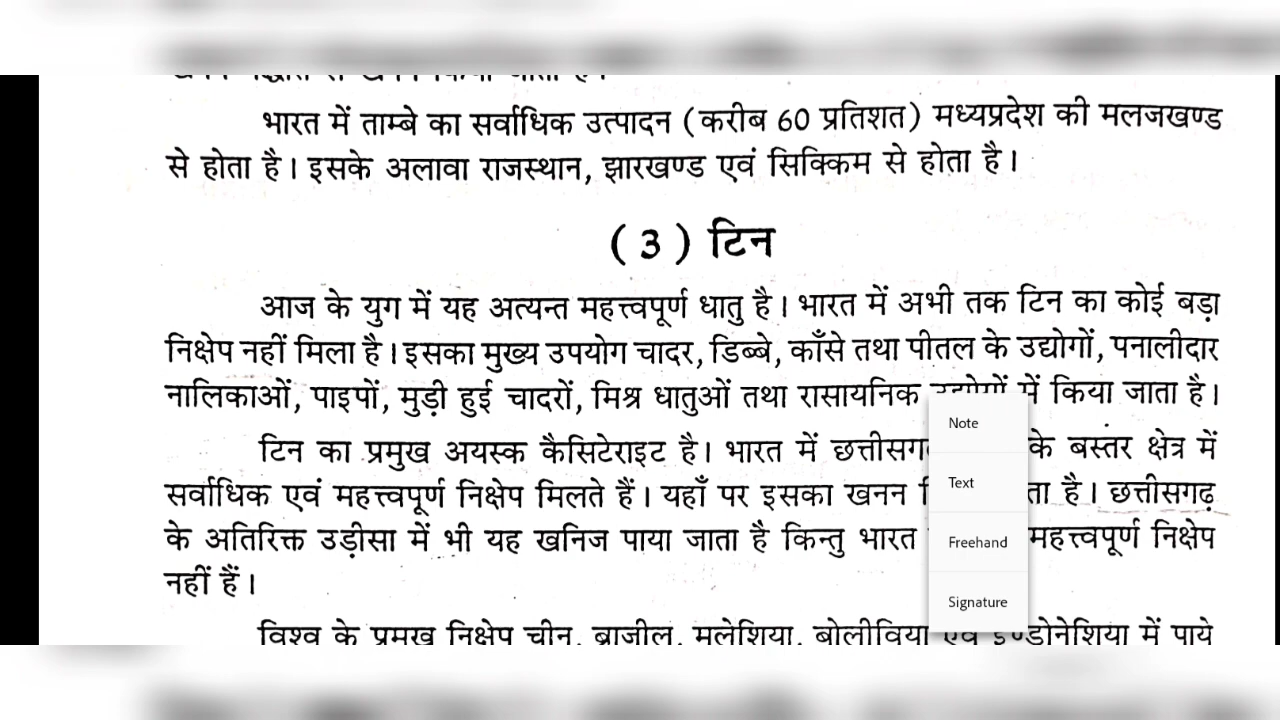 भारत में ताम्बे का सर्वाधिक उत्पादन (करीब 60 प्रतिशत) मध्यप्रदेश की मलजखण्ड
से होता है। इसके अलावा राजस्थान, झारखण्ड एवं सिक्किम से होता है।
(3) टिन
आज के युग में यह अत्यन्त महत्त्वपूर्ण धातु है। भारत में अभी तक टिन का कोई बड़ा
निक्षेप नहीं मिला है। इसका मुख्य उपयोग चादर, डिब्बे, काँसे तथा पीतल के उद्योगों, पनालीदार
नालिकाओं, पाइपों, मुड़ी हुई चादरों, मिश्र धातुओं तथा रासायनिक उद्योगों में किया जाता है।
टिन का प्रमुख अयस्क कैसिटेराइट है। भारत में के बस्तर क्षेत्र में
सर्वाधिक एवं महत्त्वपूर्ण निक्षेप मिलते हैं। यहाँ पर इसका खनन है। छत्तीसगढ़
के अतिरिक्त उड़ीसा में भी यह खनिज पाया जाता है किन्तु भारत महत्त्वपूर्ण निक्षेप
नहीं हैं।
विश्व के प्रमुख निक्षेप चीन, ब्राजील, मलेशिया, बोलीविया एवं इण्डोनेशिया में पाये
Note
Text
Freehand
Signature